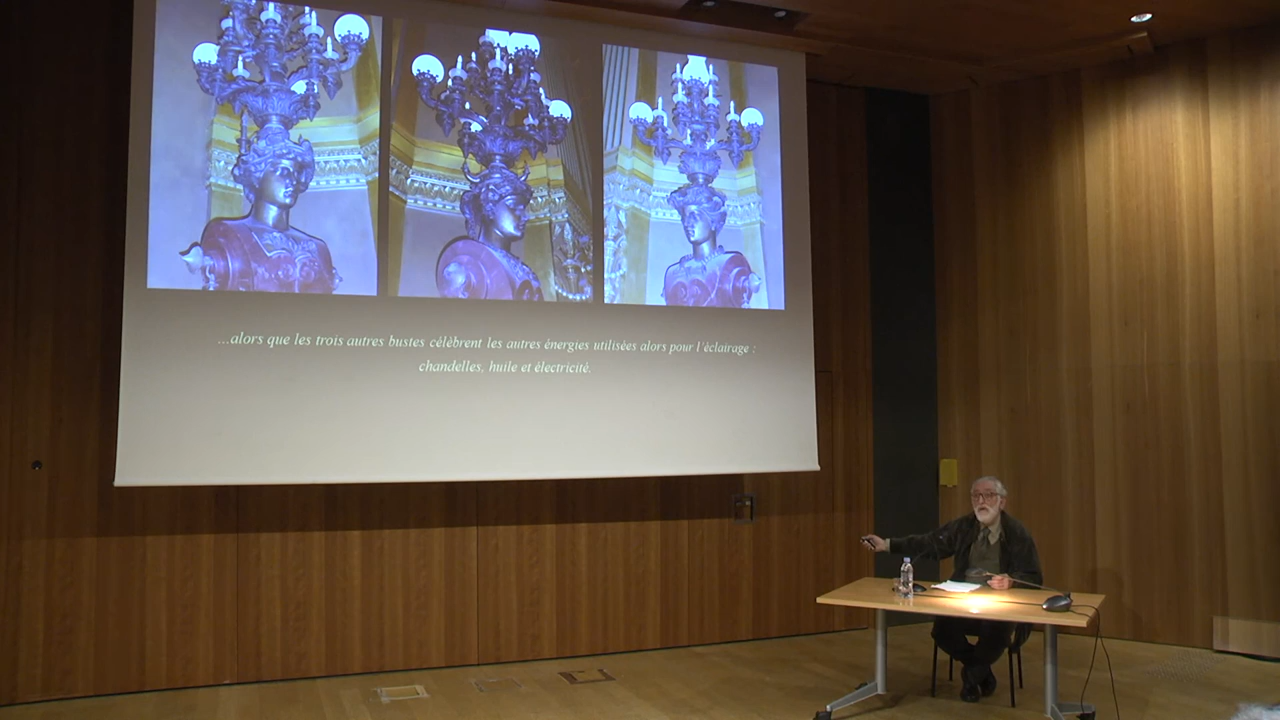 ...alors que les trois autres bustes célèbrent les autres énergies utilisées alors pour l'éclairage :
chandelles, huile et électricité.